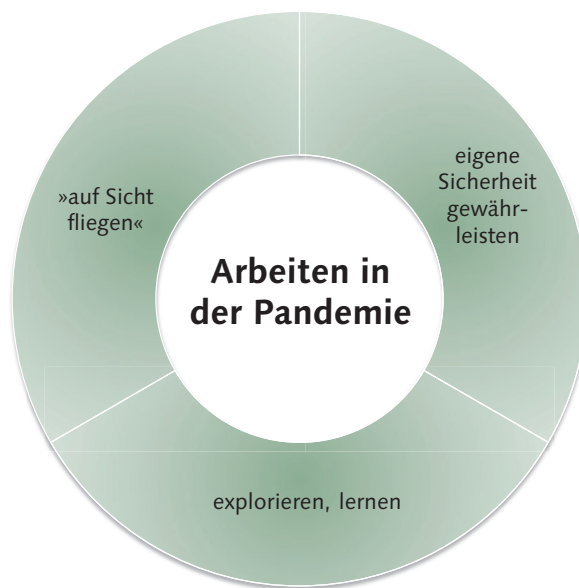 »auf Sicht
fliegen«
eigene
Sicherheit
gewähr-
leisten
Arbeiten in
der Pandemie
explorieren, lernen